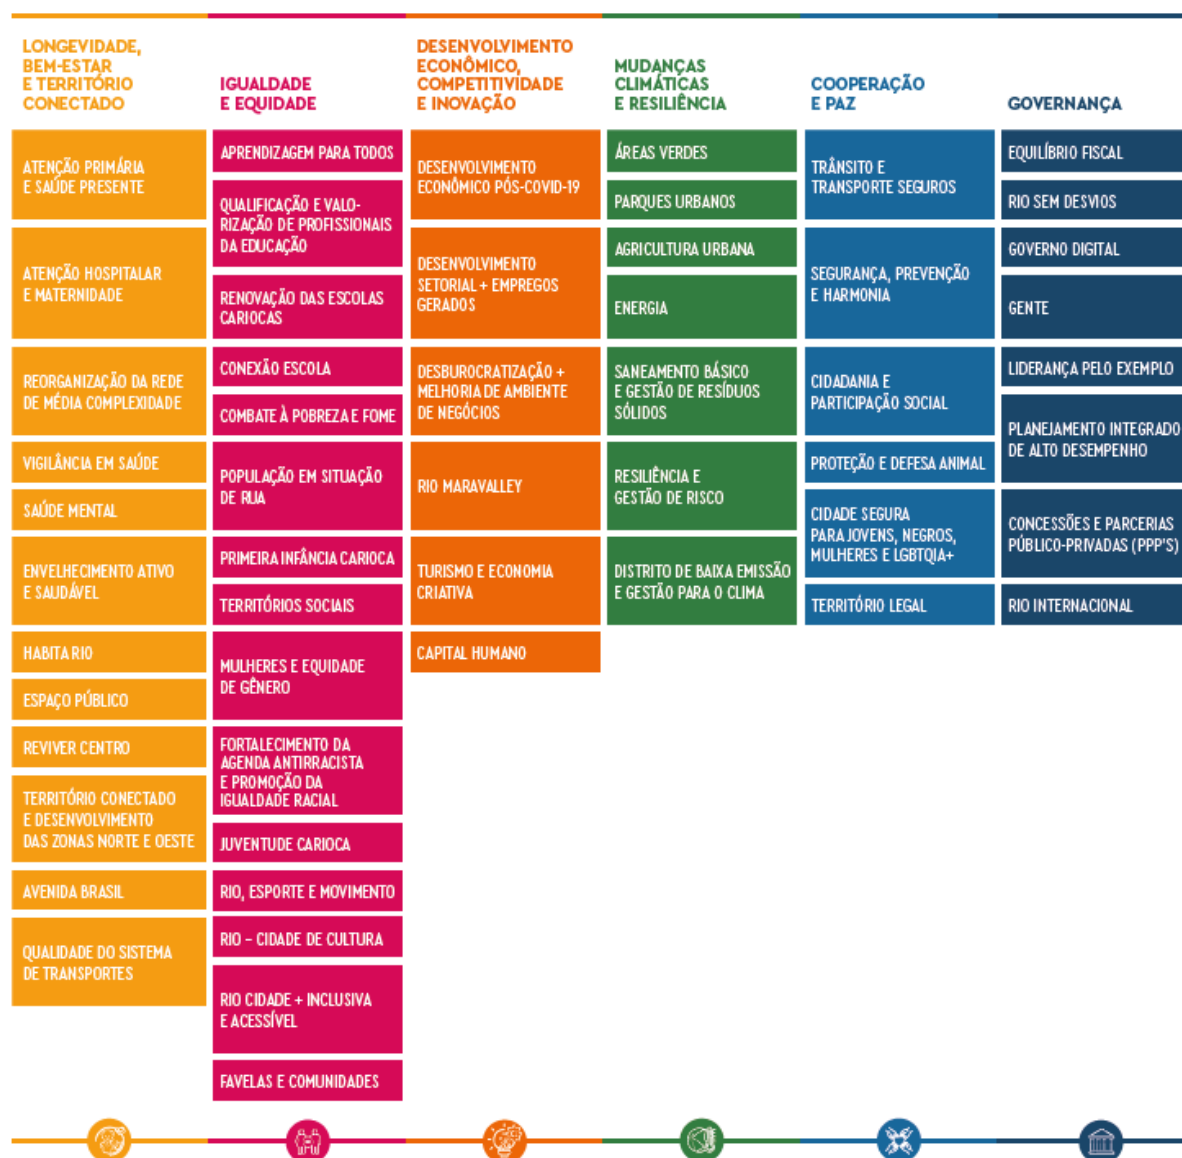 LONGEVIDADE,
BEM-ESTAR
E TERRITÓRIO
CONECTADO
ATENÇÃO PRIMÁRIA
E SAÚDE PRESENTE
ATENÇÃO HOSPITALAR
E MATERNIDADE
REORGANIZAÇÃO DA REDE
DE MÉDIA COMPLEXIDADE
VIGILÂNCIA EM SAÚDE
SAÚDE MENTAL
ENVELHECIMENTO ATIVO
E SAUDÁVEL
HABITA RIO
ESPAÇO PÚBLICO
REVIVER CENTRO
TERRITÓRIO CONECTADO
E DESENVOLVIMENTO
DAS ZONAS NORTE E OESTE
AVENIDA BRASIL
QUALIDADE DO SISTEMA
DE TRANSPORTES
IGUALDADE
E EQUIDADE
APRENDIZAGEM PARA TODOS
QUALIFICAÇÃO E VALO-
RIZAÇÃO DE PROFISSIONAIS
DA EDUCAÇÃO
RENOVAÇÃO DAS ESCOLAS
CARIOCAS
CONEXÃO ESCOLA
COMBATE À POBREZA E FOME
POPULAÇÃO EM SITUAÇÃO
DE RUA
PRIMEIRA INFÂNCIA CARIOCA
TERRITÓRIOS SOCIAIS
MULHERES E EQUIDADE
DE GÊNERO
FORTALECIMENTO DA
AGENDA ANTIRRACISTA
E PROMOÇÃO DA
IGUALDADE RACIAL
JUVENTUDE CARIOCA
RIO, ESPORTE E MOVIMENTO
RIO – CIDADE DE CULTURA
RIO CIDADE + INCLUSIVA
E ACESSÍVEL
FAVELAS E COMUNIDADES
DESENVOLVIMENTO
ECONÔMICO,
COMPETITIVIDADE
E INOVAÇÃO
DESENVOLVIMENTO
ECONÔMICO PÓS-COVID-19
DESENVOLVIMENTO
SETORIAL + EMPREGOS
GERADOS
DESBUROCRATIZAÇÃO +
MELHORIA DE AMBIENTE
DE NEGÓCIOS
RIO MARAVALLEY
TURISMO E ECONOMIA
CRIATIVA
CAPITAL HUMANO
MUDANÇAS
CLIMÁTICAS
E RESILIÊNCIA
ÁREAS VERDES
PARQUES URBANOS
AGRICULTURA URBANA
ENERGIA
SANEAMENTO BÁSICO
E GESTÃO DE RESÍDUOS
SÓLIDOS
RESILIÊNCIA E
GESTÃO DE RISCO
DISTRITO DE BAIXA EMISSÃO
E GESTÃO PARA O CLIMA
COOPERAÇÃO
E PAZ
TRÂNSITO E
TRANSPORTE SEGUROS
SEGURANÇA, PREVENÇÃO
E HARMONIA
CIDADANIA E
PARTICIPAÇÃO SOCIAL
PROTEÇÃO E DEFESA ANIMAL
CIDADE SEGURA
PARA JOVENS, NEGROS,
MULHERES E LGBTQIA+
TERRITÓRIO LEGAL
GOVERNANÇA
EQUILÍBRIO FISCAL
RIO SEM DESVIOS
GOVERNO DIGITAL
GENTE
LIDERANÇA PELO EXEMPLO
PLANEJAMENTO INTEGRADO
DE ALTO DESEMPENHO
CONCESSÕES E PARCERIAS
PÚBLICO-PRIVADAS (PPP'S)
RIO INTERNACIONAL